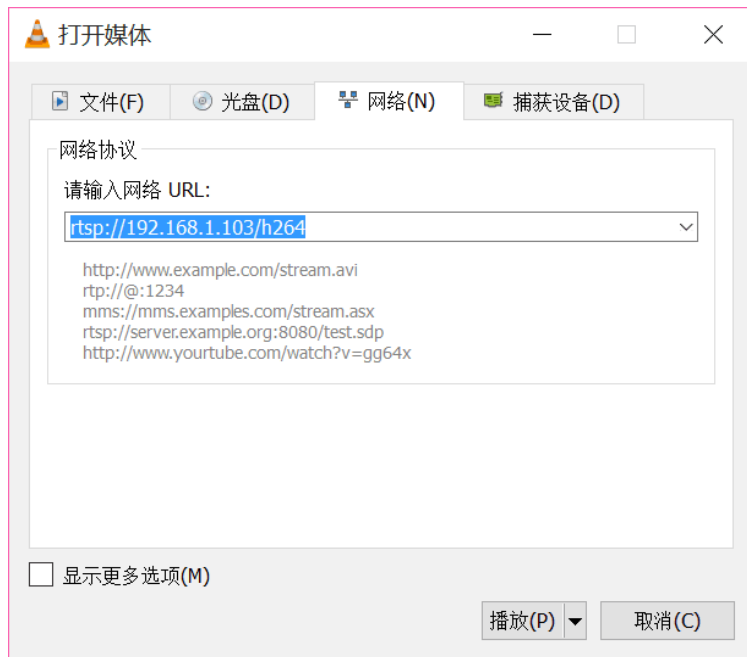 打开媒体
文件(F) 光盘(D) 网络(N) 捕获设备(D)
网络协议
请输入网络 URL:
rtsp://192.168.1.103/h264
http://www.example.com/stream.avi
rtp://@:1234
mms://mms.examples.com/stream.asx
rtsp://server.example.org:8080/test.sdp
http://www.yourtube.com/watch?v=gg64x
显示更多选项(M)
播放(P) 取消(C)